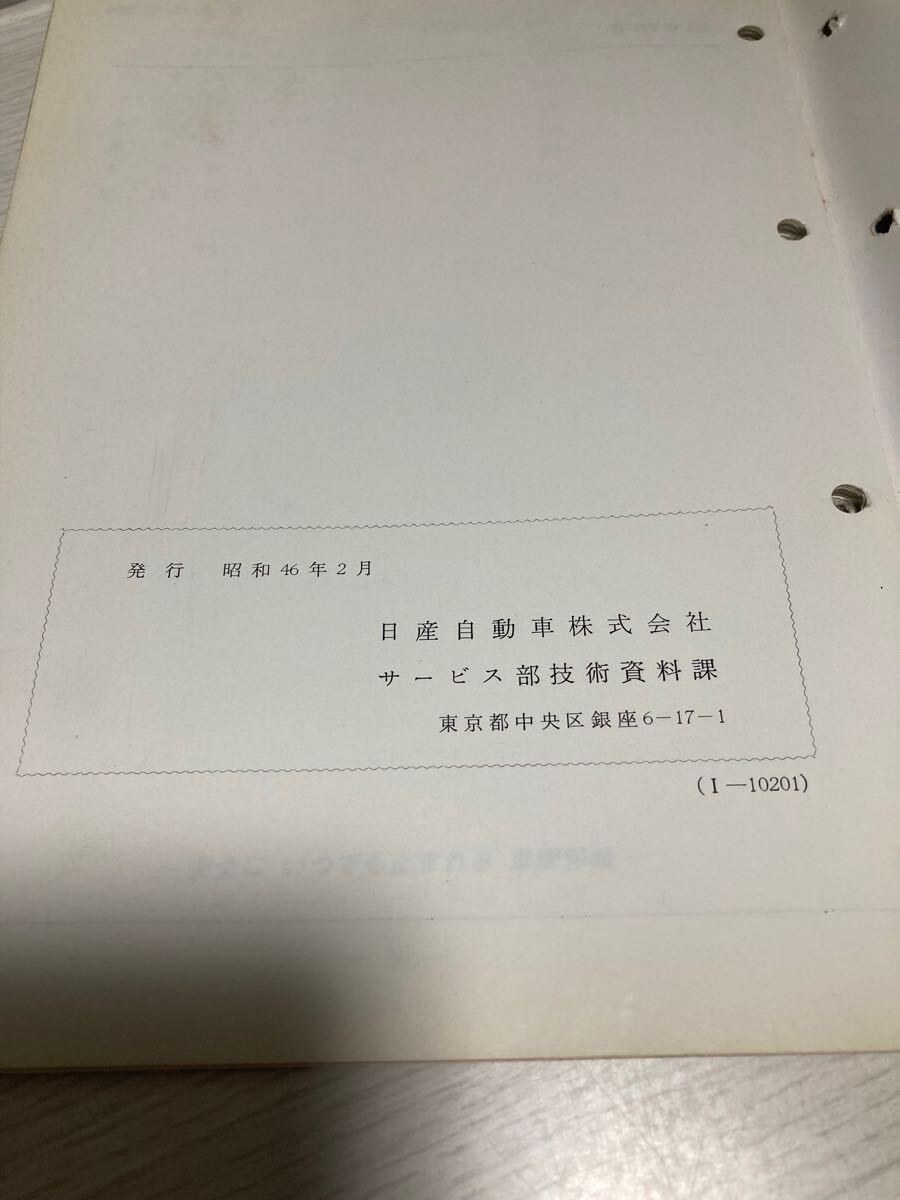 発行 昭和46年2月
日産自動車株式会社
サービス部技術資料課
東京都中央区銀座6-17-1
(I-10201)